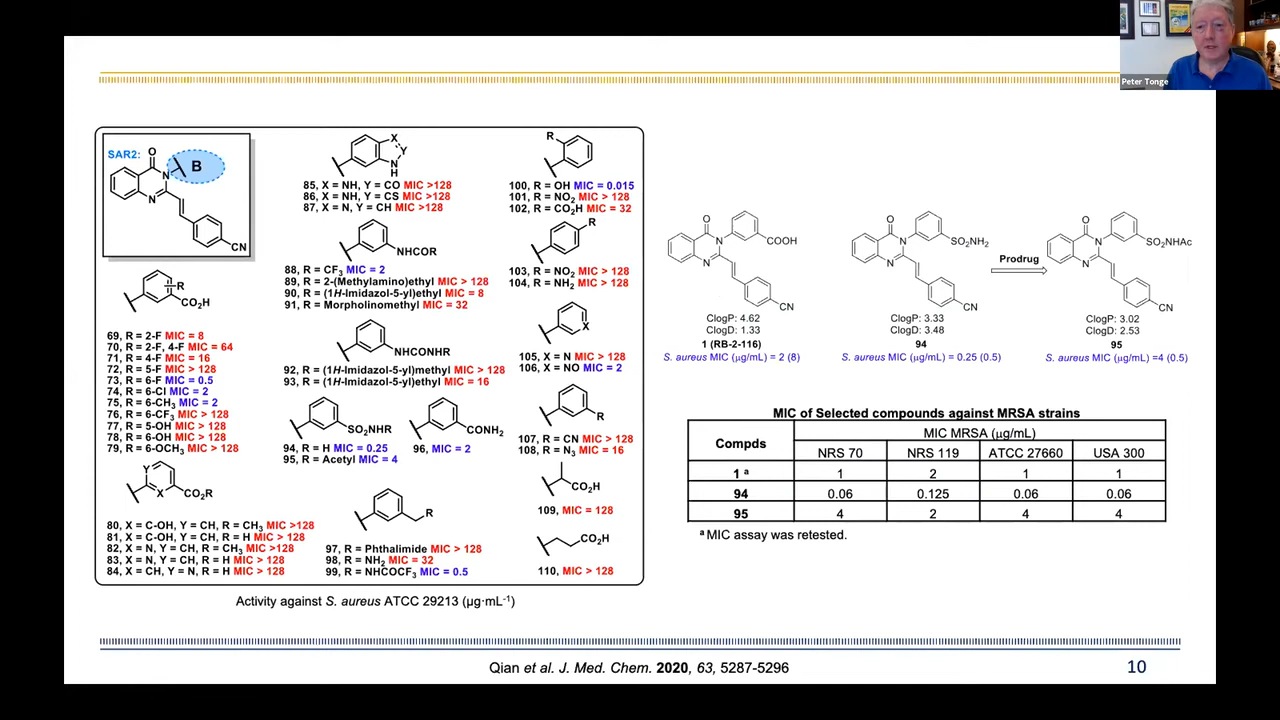 Peter Tonge
SAR2:
O
N
B
N
CN
R
CO₂H
69, R = 2-F MIC = 8
70, R = 2-F, 4-F MIC = 64
71, R = 4-F MIC = 16
72, R = 5-F MIC > 128
73, R = 6-F MIC = 0.5
74, R = 6-Cl MIC = 2
75, R = 6-CH₃ MIC = 2
76, R = 6-CF₃ MIC > 128
77, R = 5-OH MIC > 128
78, R = 6-OH MIC > 128
79, R = 6-OCH₃ MIC > 128
Y
X
CO₂R
80, X = C-OH, Y = CH, R = CH₃ MIC >128
81, X = C-OH, Y = CH, R = H MIC > 128
82, X = N, Y = CH, R = CH₃ MIC >128
83, X = N, Y = CH, R = H MIC > 128
84, X = CH, Y = N, R = H MIC > 128
X
Y
N
H
85, X = NH, Y = CO MIC >128
86, X = NH, Y = CS MIC >128
87, X = N, Y = CH MIC >128
NHCOR
88, R = CF₃ MIC = 2
89, R = 2-(Methylamino)ethyl MIC > 128
90, R = (1H-Imidazol-5-yl)ethyl MIC = 8
91, R = Morpholinomethyl MIC = 32
NHCONHR
92, R = (1H-Imidazol-5-yl)methyl MIC > 128
93, R = (1H-Imidazol-5-yl)ethyl MIC = 16
SO₂NHR
94, R = H MIC = 0.25
95, R = Acetyl MIC = 4
CONH₂
96, MIC = 2
R
97, R = Phthalimide MIC > 128
98, R = NH₂ MIC = 32
99, R = NHCOCF₃ MIC = 0.5
R
100, R = OH MIC = 0.015
101, R = NO₂ MIC > 128
102, R = CO₂H MIC = 32
R
103, R = NO₂ MIC > 128
104, R = NH₂ MIC > 128
X
105, X = N MIC > 128
106, X = NO MIC = 2
R
107, R = CN MIC > 128
108, R = N₃ MIC = 16
CO₂H
109, MIC = 128
CO₂H
110, MIC > 128
Activity against S. aureus ATCC 29213 (µg·mL⁻¹)
O
N
N
COOH
CN
ClogP: 4.62
ClogD: 1.33
1 (RB-2-116)
S. aureus MIC (µg/mL) = 2 (8)
O
N
N
SO₂NH₂
CN
ClogP: 3.33
ClogD: 3.48
94
S. aureus MIC (µg/mL) = 0.25 (0.5)
Prodrug
O
N
N
SO₂NHAc
CN
ClogP: 3.02
ClogD: 2.53
95
S. aureus MIC (µg/mL) =4 (0.5)
MIC of Selected compounds against MRSA strains
Compds
MIC MRSA (µg/mL)
NRS 70 NRS 119 ATCC 27660 USA 300
1 ᵃ 1 2 1 1
94 0.06 0.125 0.06 0.06
95 4 2 4 4
ᵃ MIC assay was retested.
Qian et al. J. Med. Chem. 2020, 63, 5287-5296
10